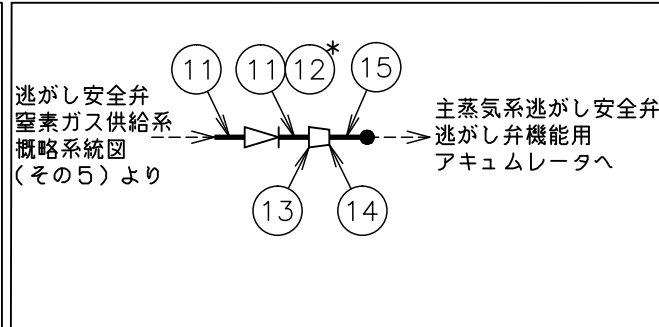 11
11
12*
15
逃がし安全弁
窒素ガス供給系
概略系統図
(その5)より
主蒸気系逃がし安全弁
逃がし弁機能用
アキュムレータへ
13
14